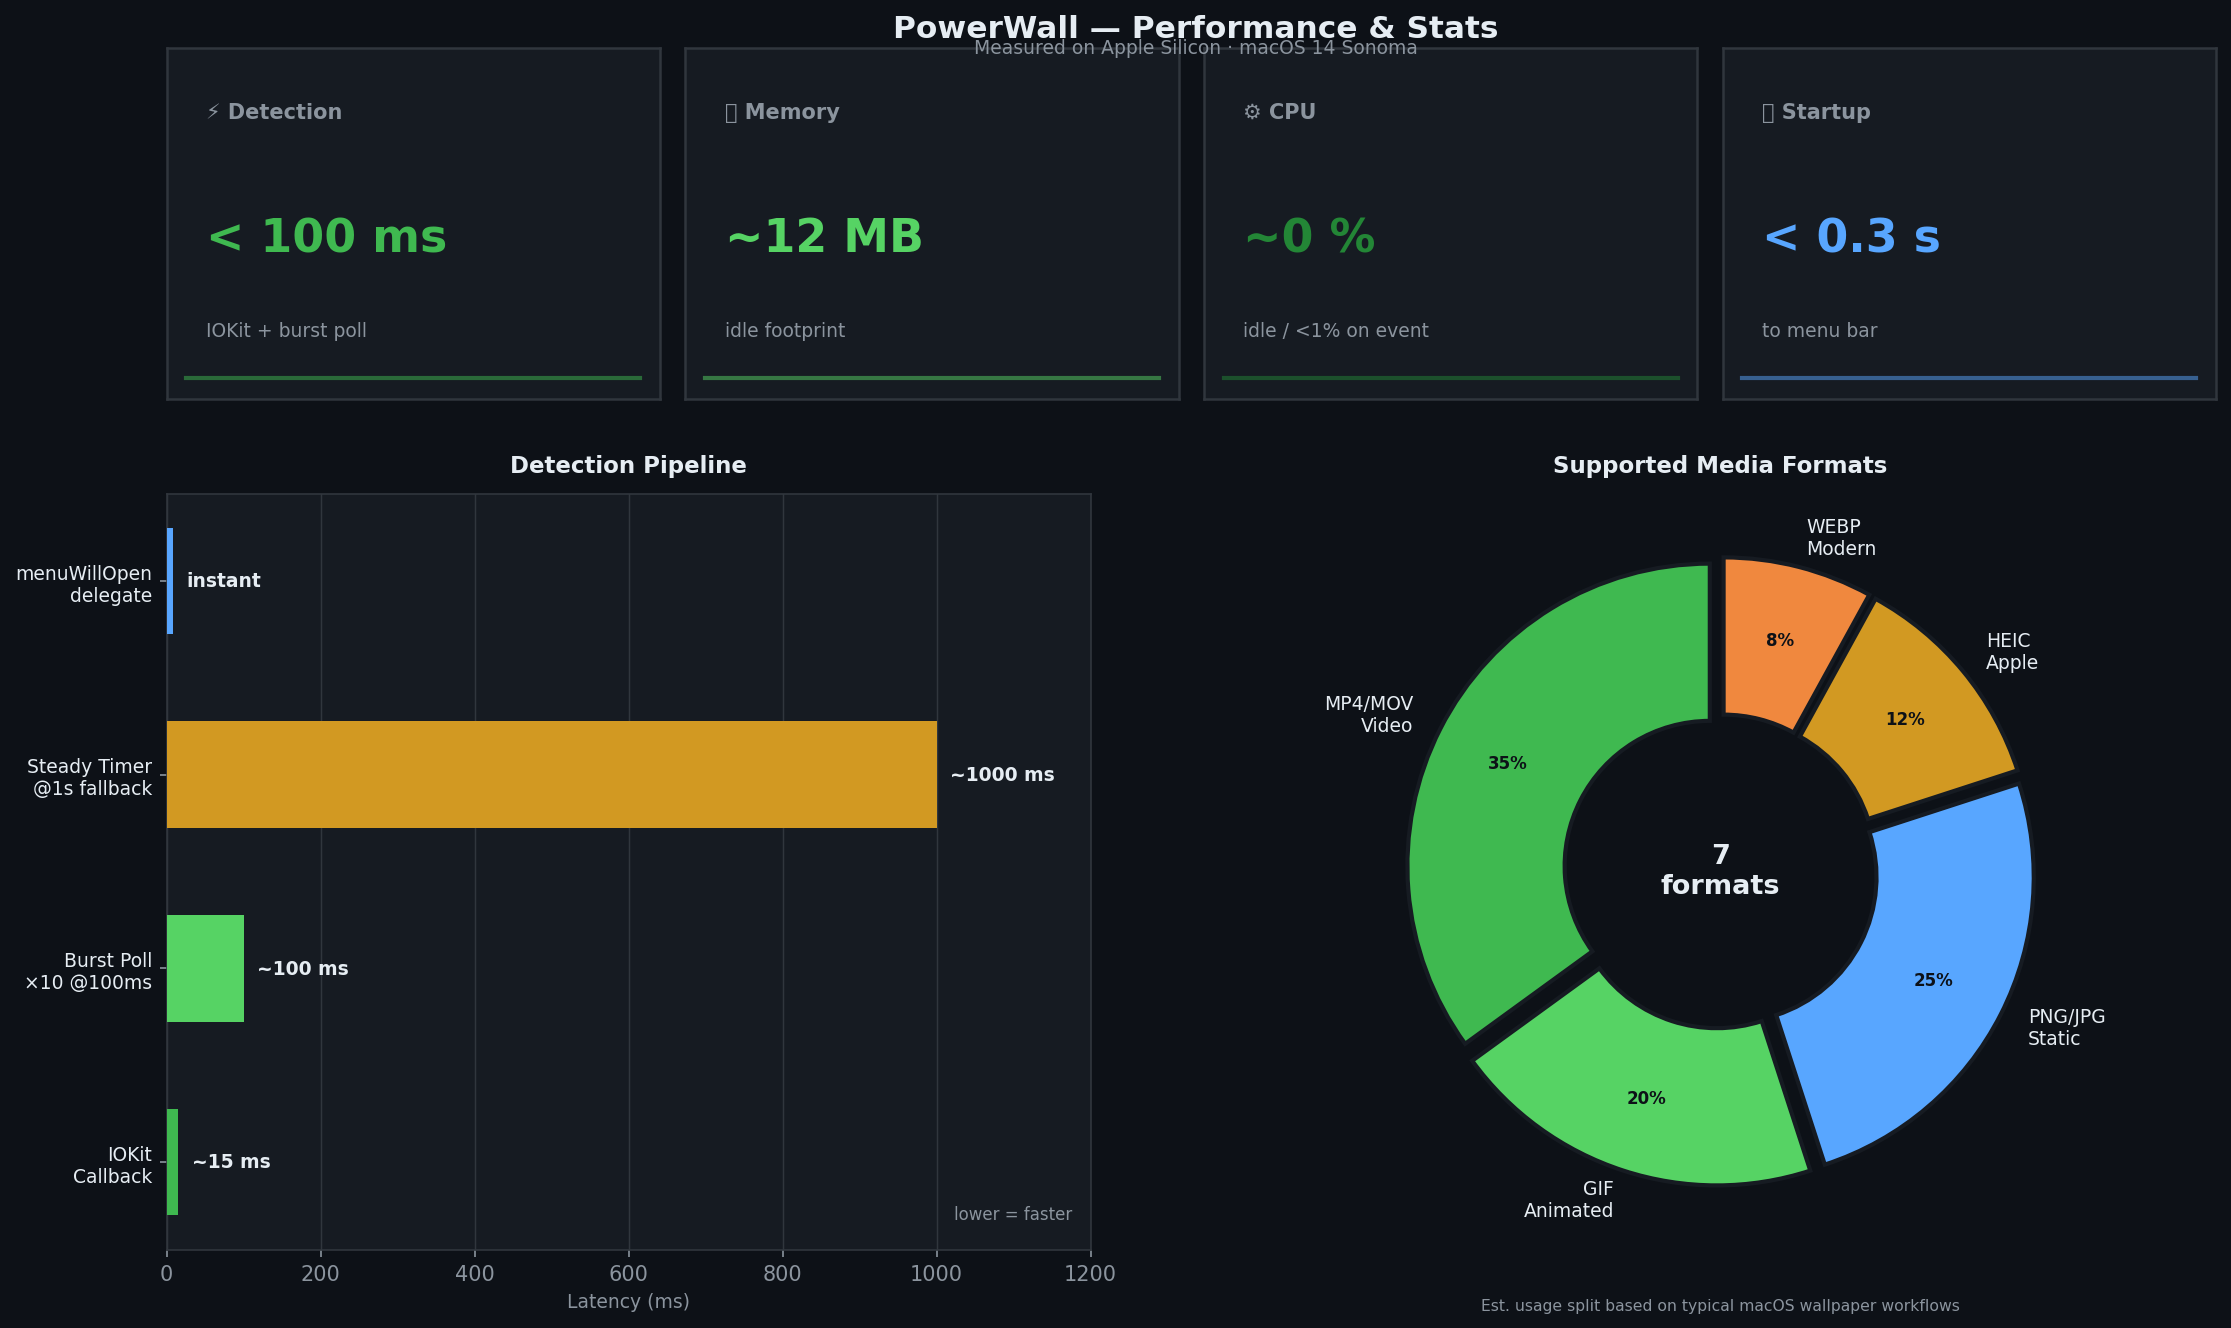 PowerWall — Performance & Stats
Measured on Apple Silicon · macOS 14 Sonoma
⚡ Detection
< 100 ms
IOKit + burst poll
Memory
~12 MB
idle footprint
⚙ CPU
~0 %
idle / <1% on event
Startup
< 0.3 s
to menu bar
Detection Pipeline
menuWillOpen
delegate
instant
Steady Timer
@1s fallback
~1000 ms
Burst Poll
×10 @100ms
~100 ms
IOKit
Callback
~15 ms
lower = faster
0 200 400 600 800 1000 1200
Latency (ms)
Supported Media Formats
WEBP
Modern
8%
HEIC
Apple
12%
MP4/MOV
Video
35%
7
formats
25%
PNG/JPG
Static
20%
GIF
Animated
Est. usage split based on typical macOS wallpaper workflows